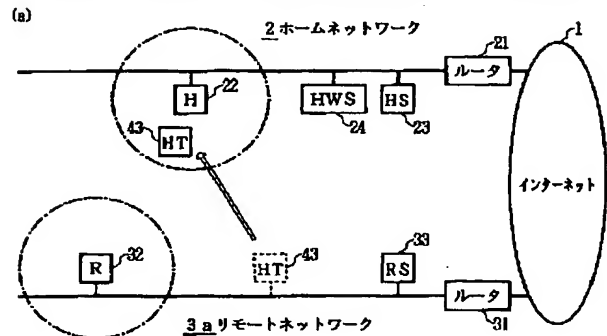 (a)
2 ホームネットワーク
21
1
ルータ
H
22
HWS
24
HS
23
43
HT
インターネット
R
32
HT
43
RS
33
ルータ
31
3a リモートネットワーク